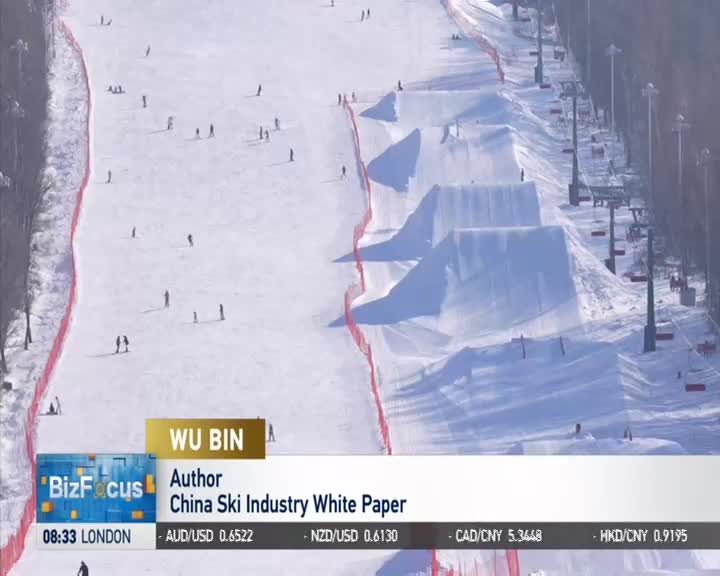 WU BIN
BizFocus
Author
China Ski Industry White Paper
08:33 LONDON
- AUD/USD 0.6522 - NZD/USD 0.6130 - CAD/CNY 5.3448 - HKD/CNY 0.9195